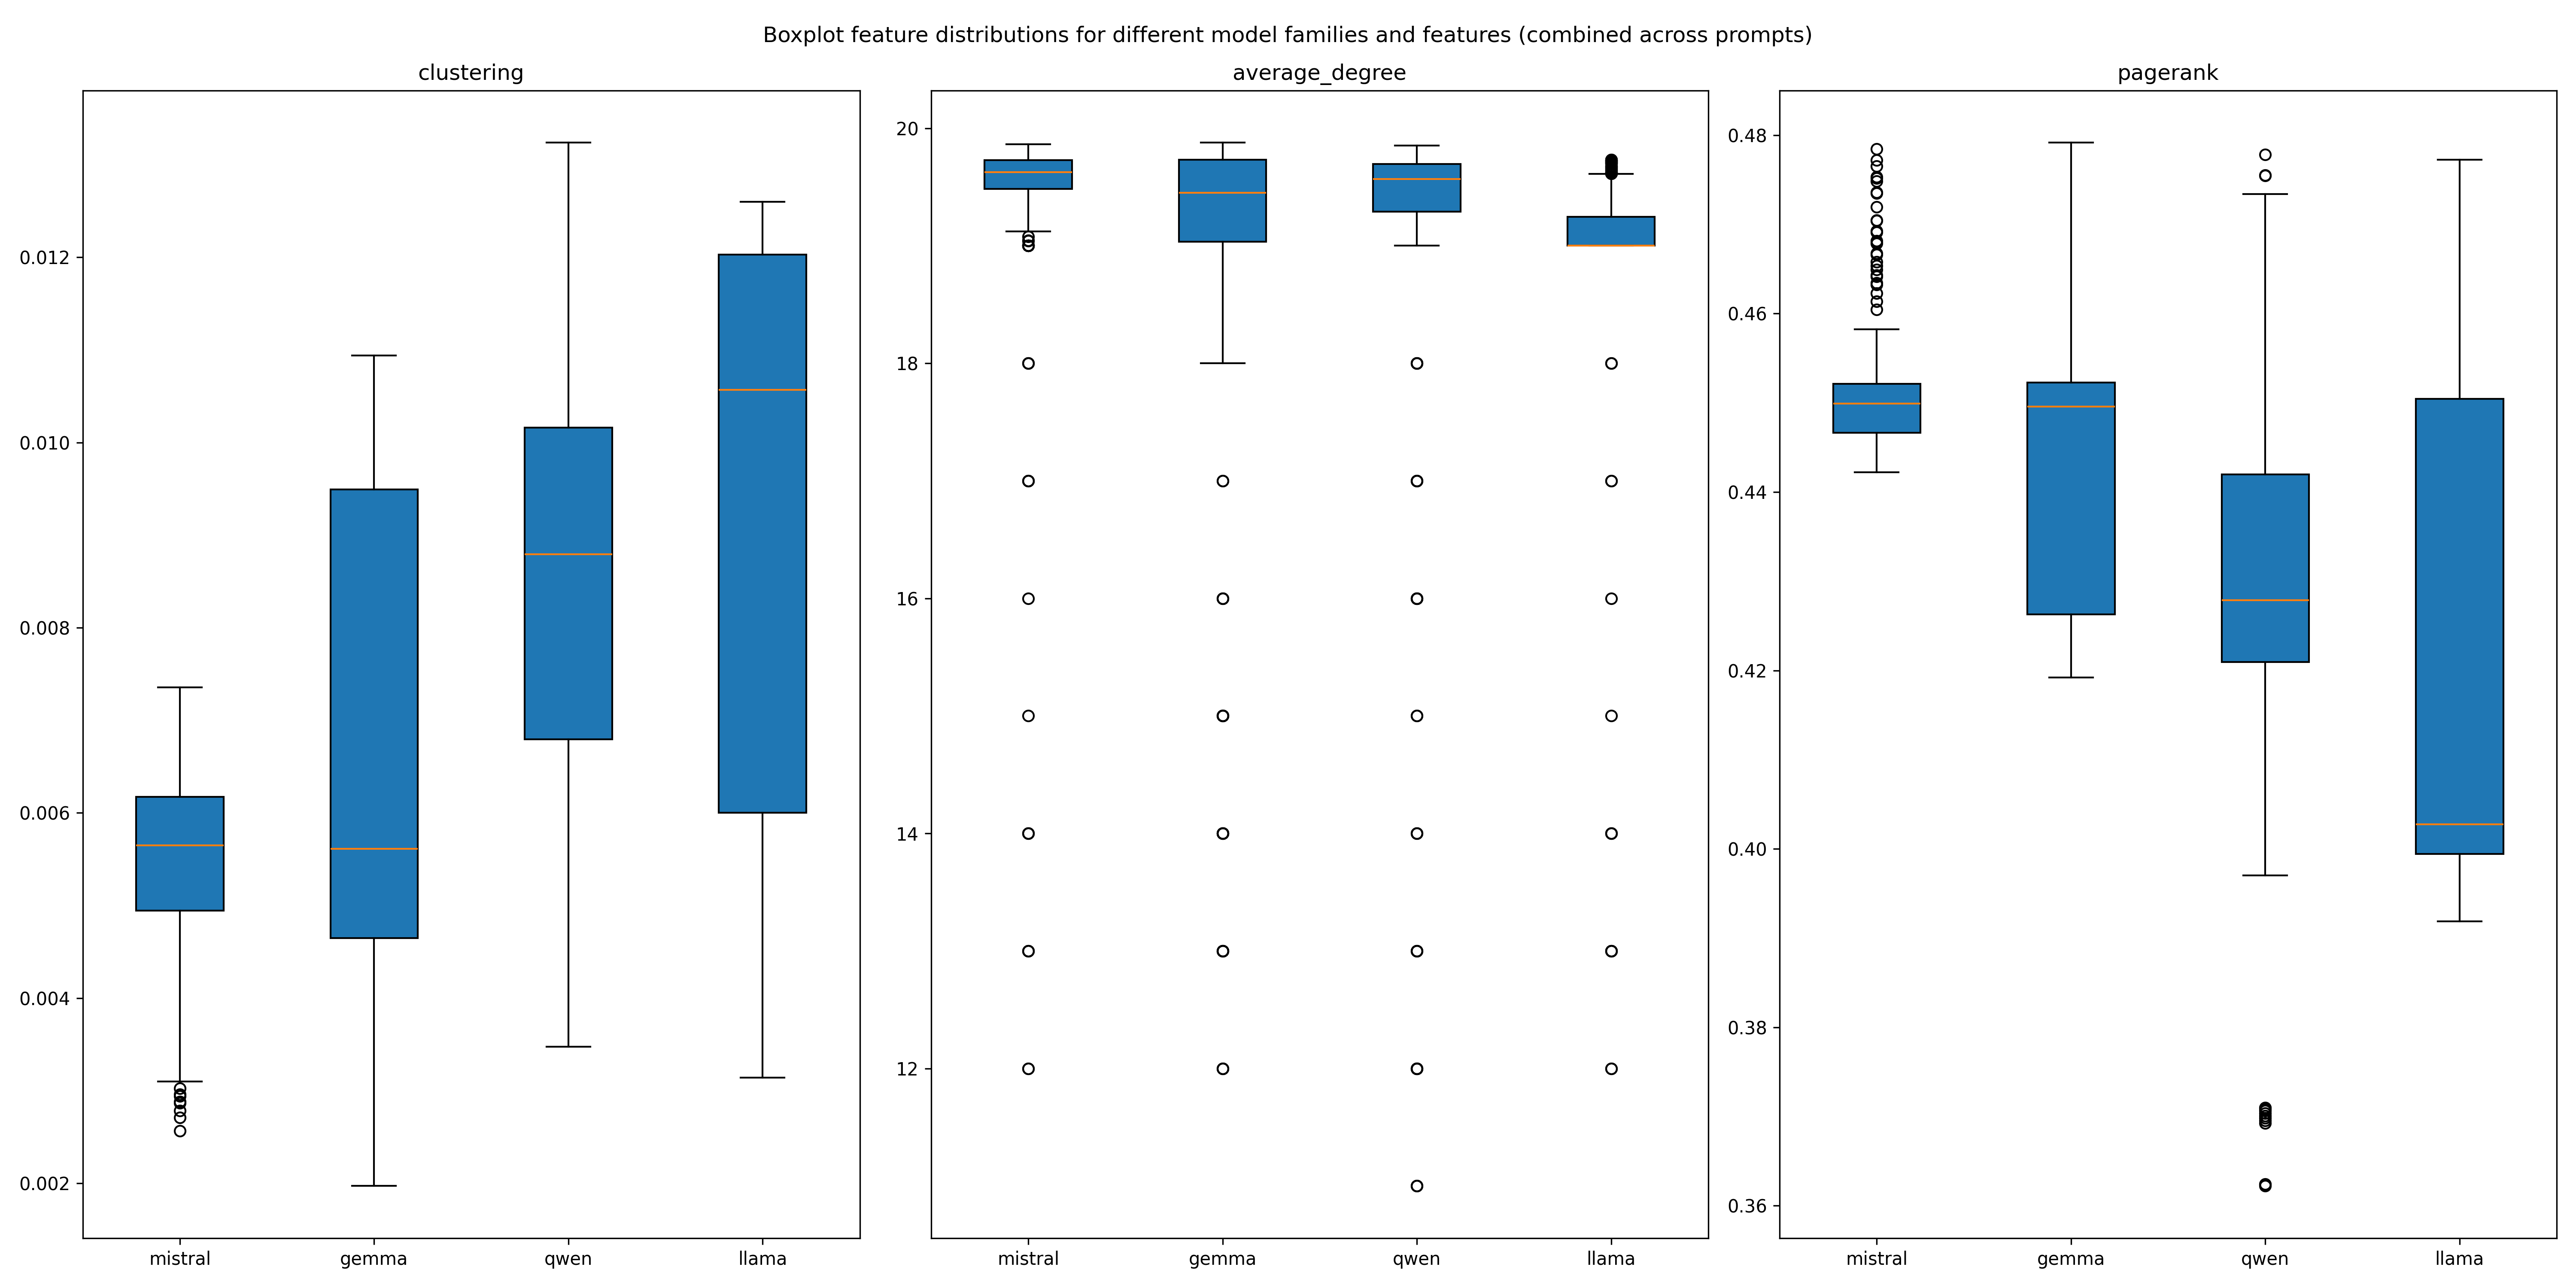 Boxplot feature distributions for different model families and features (combined across prompts)
clustering
0.012
0.010
0.008
0.006
0.004
0.002
mistral gemma qwen llama
average_degree
20
18
16
14
12
mistral gemma qwen llama
pagerank
0.48
0.46
0.44
0.42
0.40
0.38
0.36
mistral gemma qwen llama